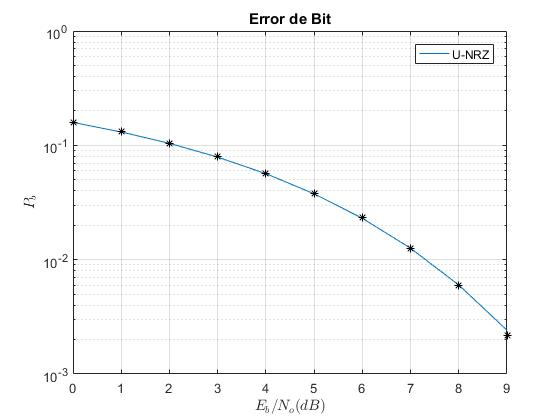 Error de Bit
U-NRZ
10^0
10^-1
10^-2
10^-3
P_b
0 1 2 3 4 5 6 7 8 9
E_b/N_o(dB)